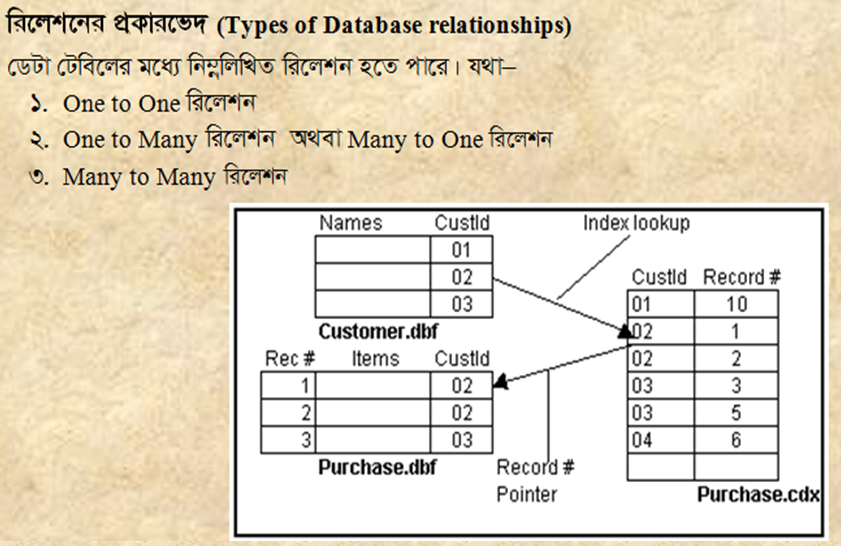 রিলেশনের প্রকারভেদ (Types of Database relationships)
ডেটা টেবিলের মধ্যে নিম্নলিখিত রিলেশন হতে পারে। যথা–
১. One to One রিলেশন
২. One to Many রিলেশন অথবা Many to One রিলেশন
৩. Many to Many রিলেশন
Names CustId
01
02
03
Customer.dbf
Index lookup
Rec # Items CustId
1 02
2 02
3 03
Purchase.dbf
Record #
Pointer
CustId Record #
01 10
02 1
02 2
03 3
03 5
04 6
Purchase.cdx